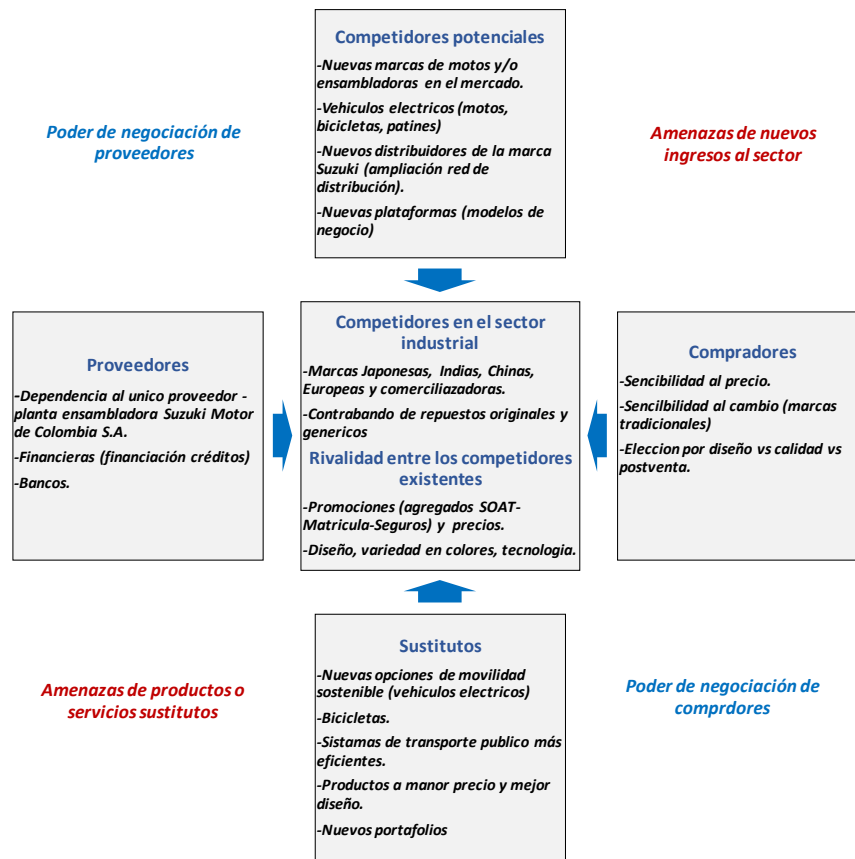 Competidores potenciales
-Nuevas marcas de motos y/o
ensambladoras en el mercado.
-Vehiculos electricos (motos,
bicicletas, patines)
-Nuevos distribuidores de la marca
Suzuki (ampliación red de
distribución).
-Nuevas plataformas (modelos de
negocio)
Poder de negociación de
proveedores
Amenazas de nuevos
ingresos al sector
Proveedores
-Dependencia al unico proveedor -
planta ensambladora Suzuki Motor
de Colombia S.A.
-Financieras (financiación créditos)
-Bancos.
Competidores en el sector
industrial
-Marcas Japonesas, Indias, Chinas,
Europeas y comerciliazadoras.
-Contrabando de repuestos originales y
genericos
Rivalidad entre los competidores
existentes
-Promociones (agregados SOAT-
Matricula-Seguros) y precios.
-Diseño, variedad en colores, tecnologia.
Compradores
-Sencibilidad al precio.
-Sencilbilidad al cambio (marcas
tradicionales)
-Eleccion por diseño vs calidad vs
postventa.
Amenazas de productos o
servicios sustitutos
Sustitutos
-Nuevas opciones de movilidad
sostenible (vehiculos electricos)
-Bicicletas.
-Sistamas de transporte publico más
eficientes.
-Productos a manor precio y mejor
diseño.
-Nuevos portafolios
Poder de negociación de
comprdores